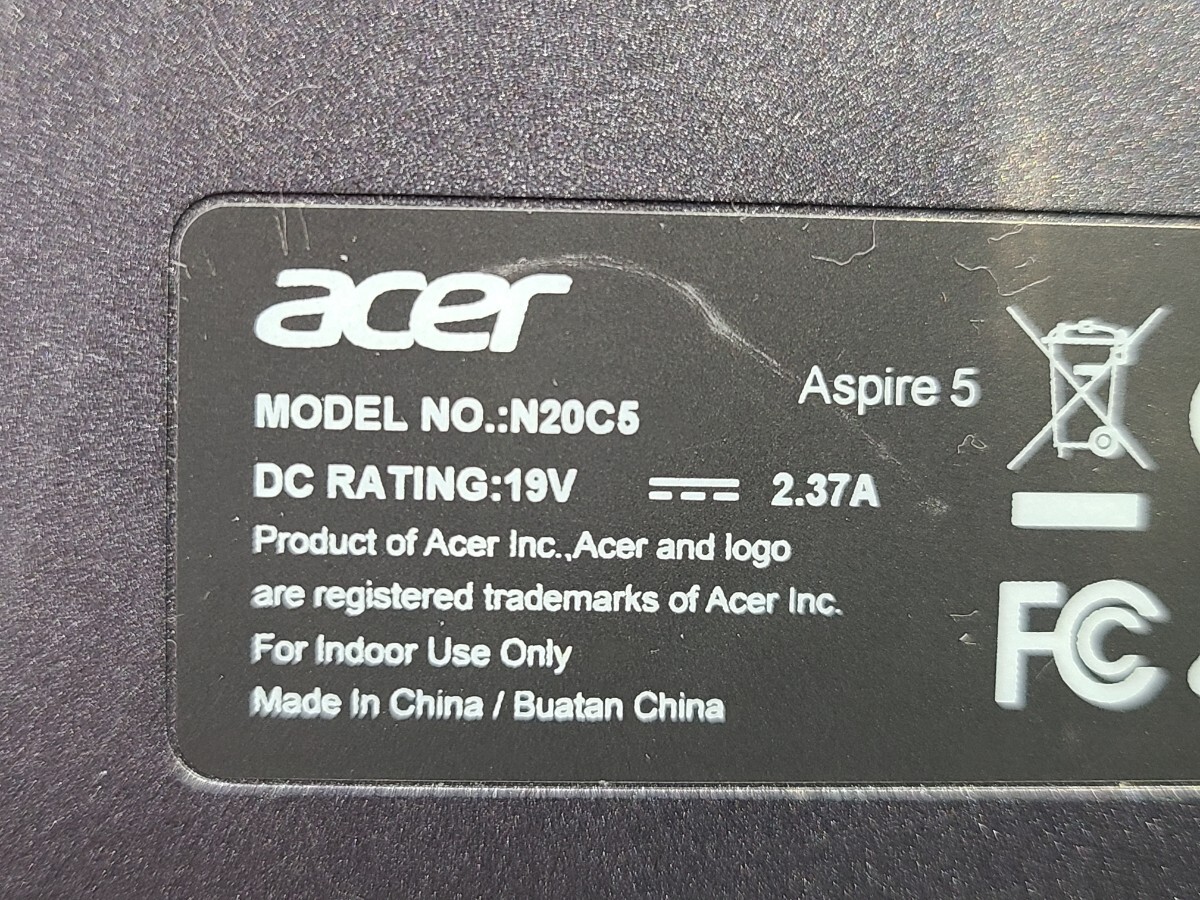 acer
Aspire 5
MODEL NO.:N20C5
DC RATING:19V ⎓ 2.37A
Product of Acer Inc.,Acer and logo
are registered trademarks of Acer Inc.
For Indoor Use Only
Made In China / Buatan China
FC